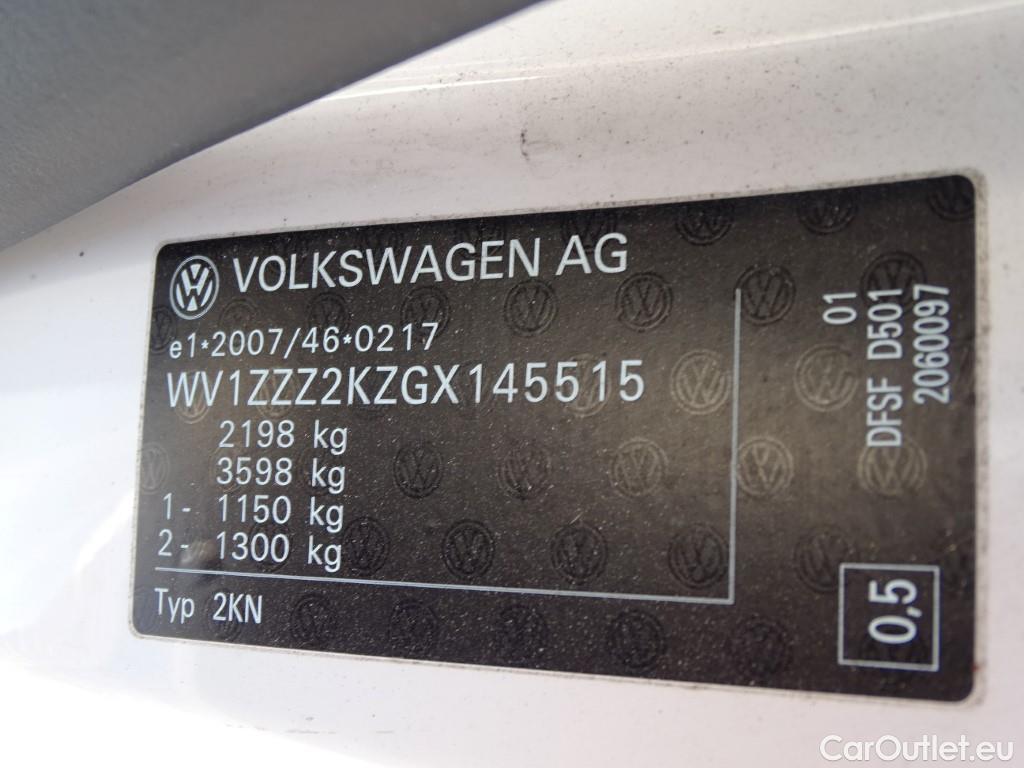 VOLKSWAGEN AG
e1*2007/46*0217
WV1ZZZ2KZGX145515
2198 kg
3598 kg
1- 1150 kg
2- 1300 kg
Typ 2KN
01
DFSF D501
2060097
0,5
CarOutlet.eu